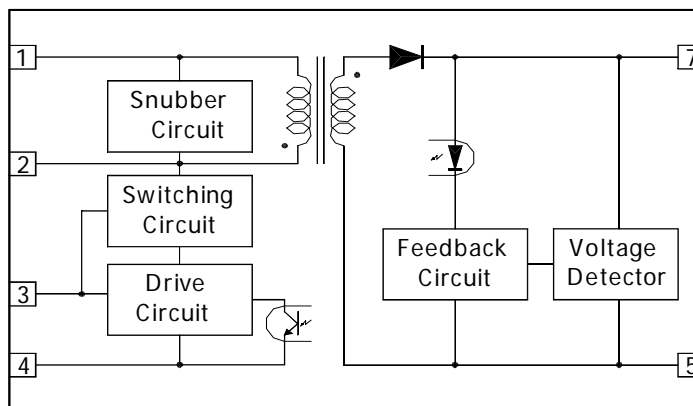 1
7
Snubber
Circuit
2
Switching
Circuit
Feedback
Circuit
Voltage
Detector
3
Drive
Circuit
4
5